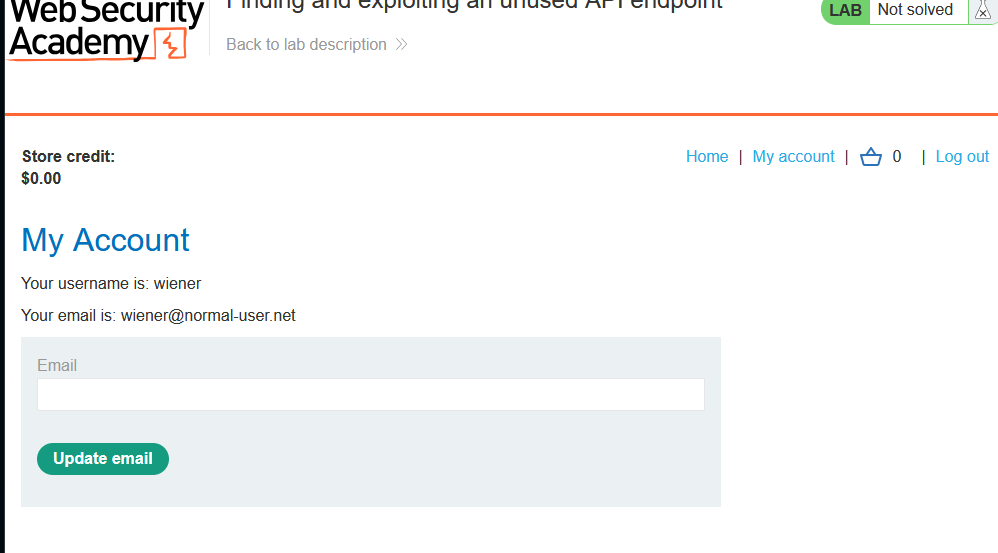 Web Security
Academy
Finding and exploiting an unused API endpoint
Back to lab description
LAB
Not solved
Store credit:
$0.00
Home | My account | 0 | Log out
My Account
Your username is: wiener
Your email is: wiener@normal-user.net
Email
Update email